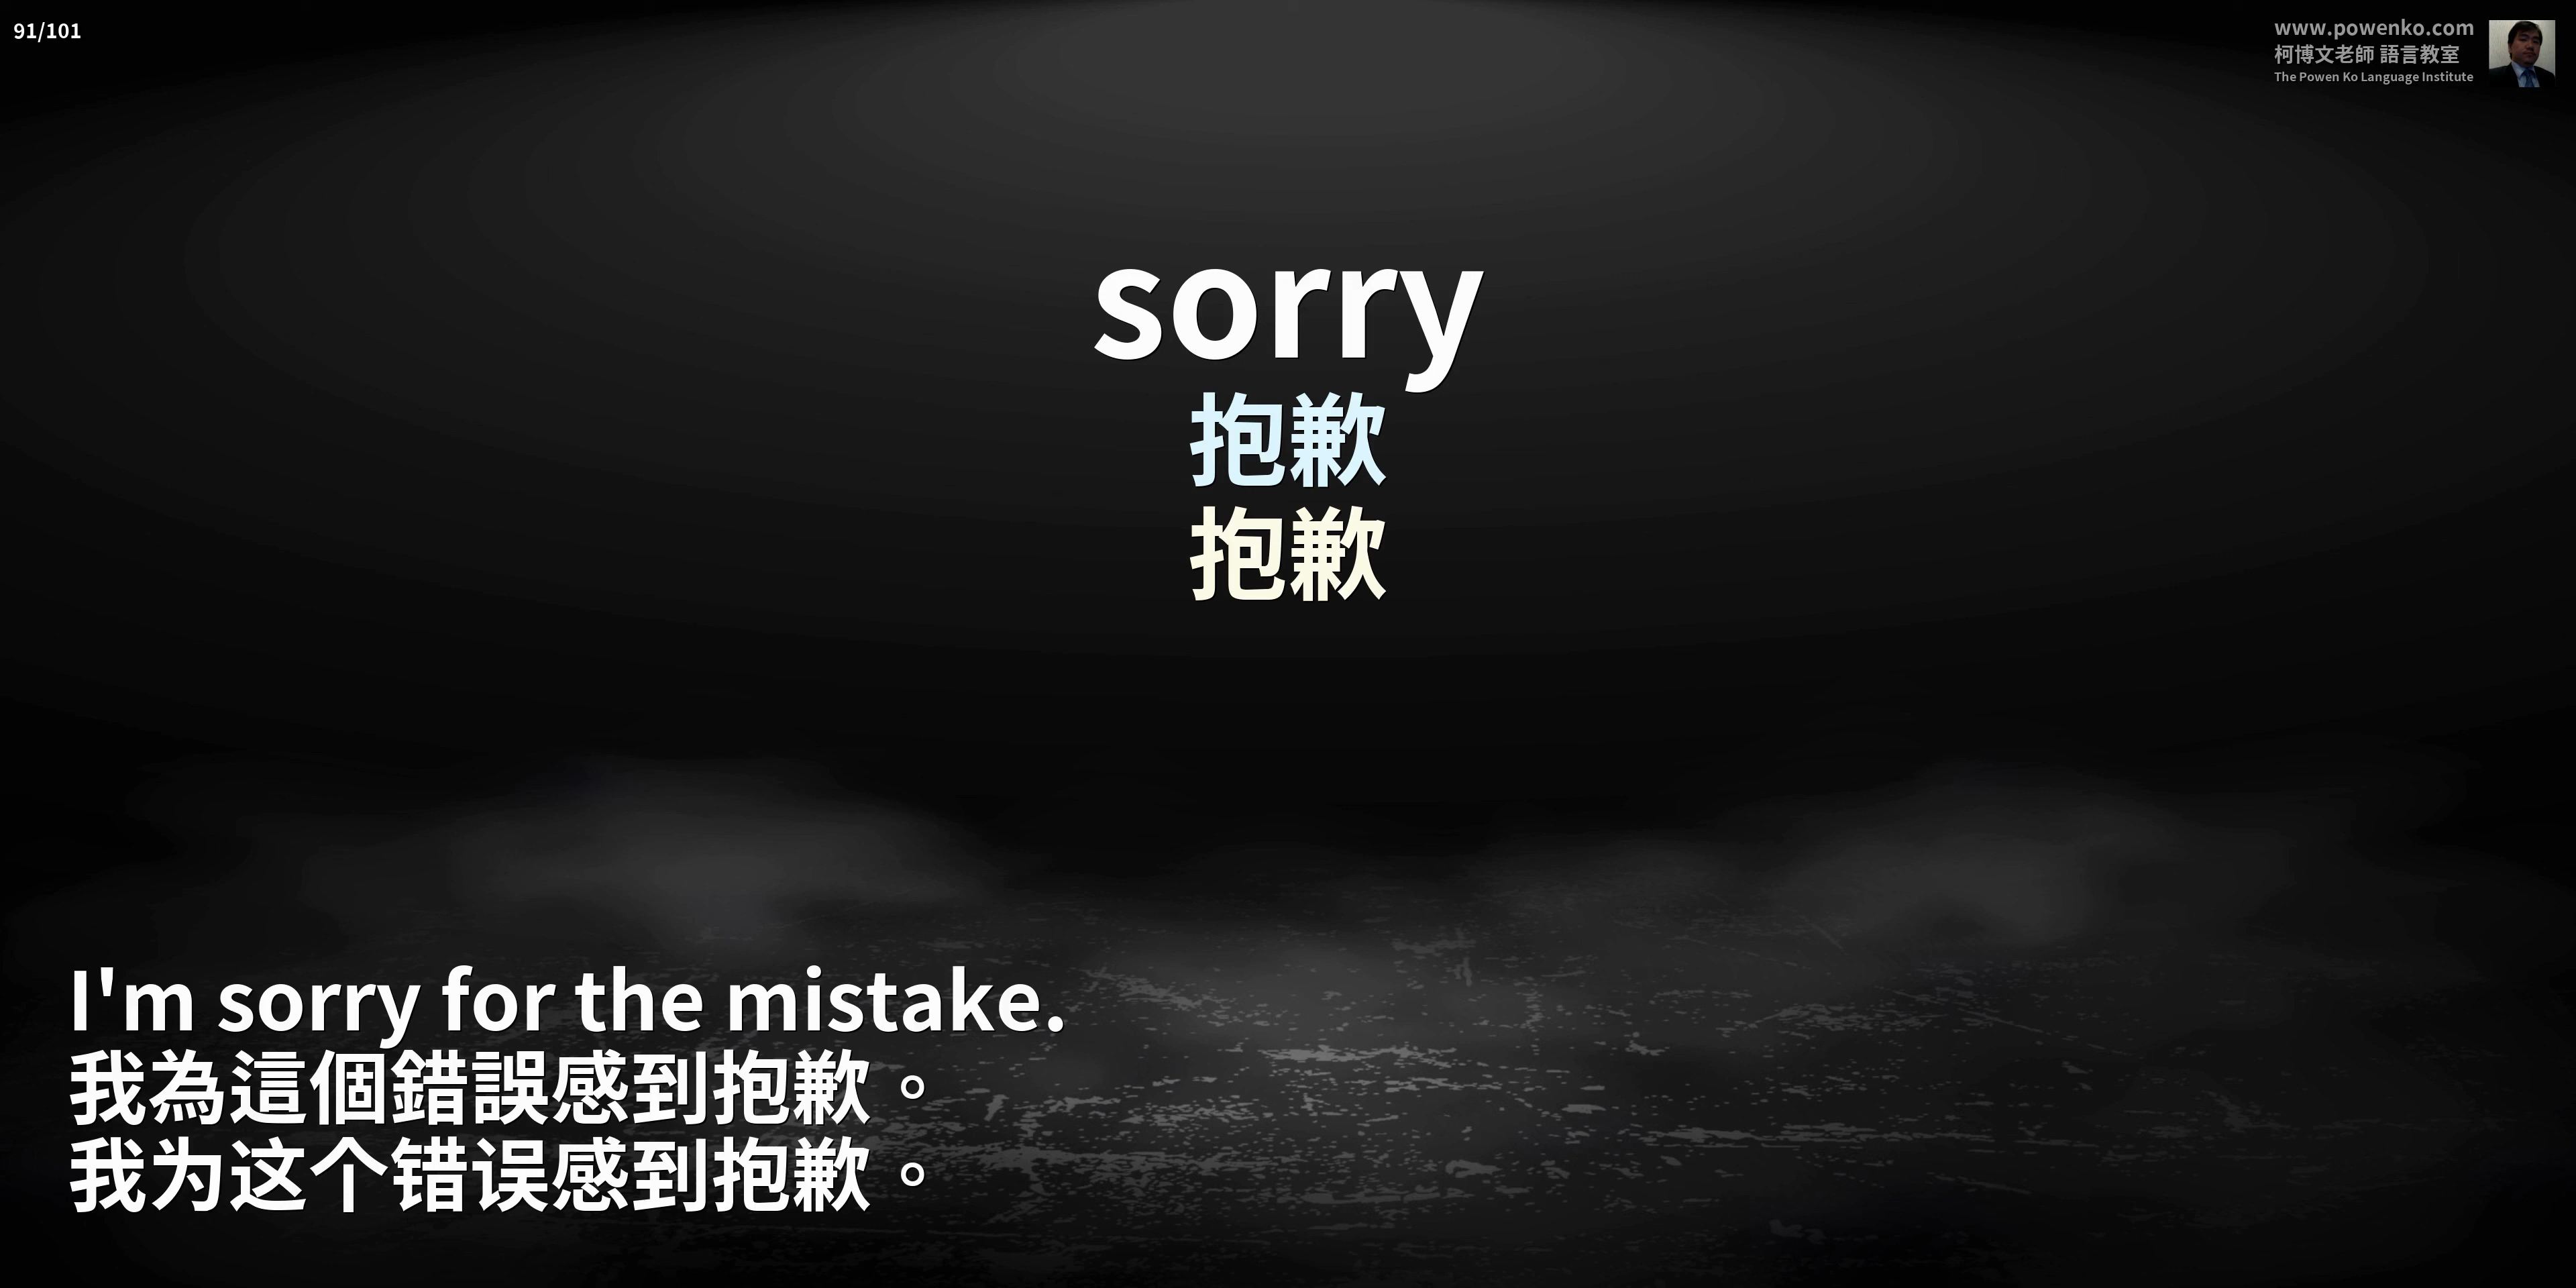 91/101
www.powenko.com
柯博文老師 語言教室
The Powen Ko Language Institute
sorry
抱歉
抱歉
I'm sorry for the mistake.
我為這個錯誤感到抱歉。
我为这个错误感到抱歉。